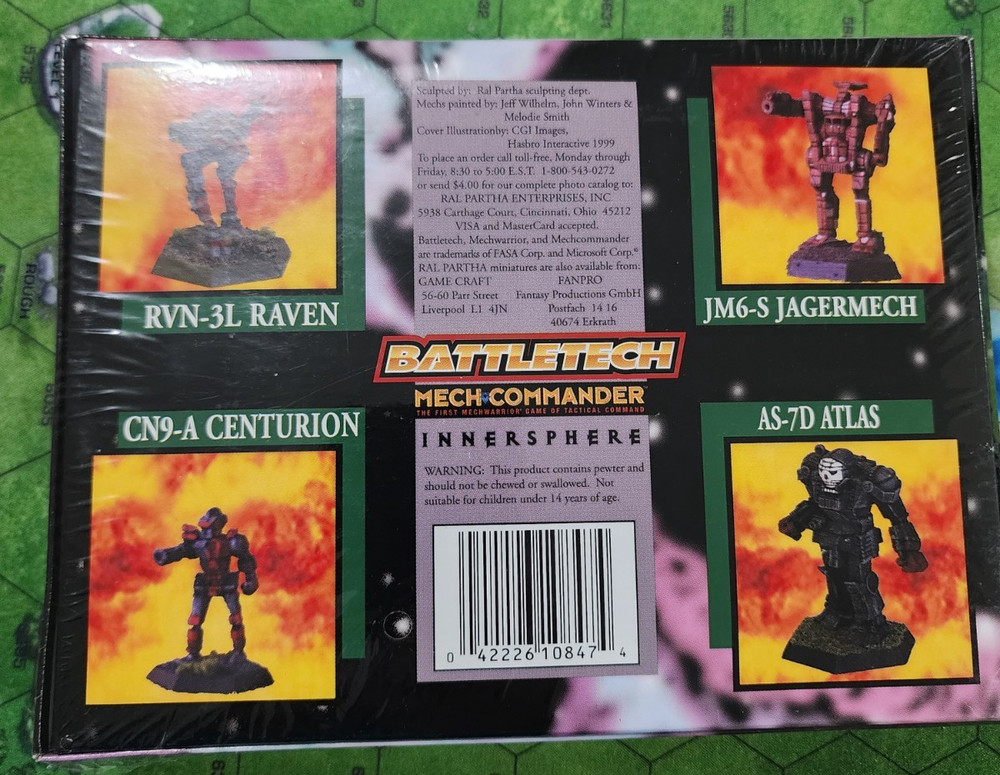 Sculpted by: Ral Partha sculpting dept.
Mechs painted by: Jeff Wilhelm, John Winters &
Melodie Smith
Cover Illustrationby: CGI Images,
Hasbro Interactive 1999
To place an order call toll-free, Monday through
Friday, 8:30 to 5:00 E.S.T. 1-800-543-0272
or send $4.00 for our complete photo catalog to:
RAL PARTHA ENTERPRISES, INC.
5938 Carthage Court, Cincinnati, Ohio 45212
VISA and MasterCard accepted.
Battletech, Mechwarrior, and Mechcommander
are trademarks of FASA Corp. and Microsoft Corp.®
RAL PARTHA miniatures are also available from:
GAME CRAFT FANPRO
56-60 Parr Street Fantasy Productions GmbH
Liverpool L1 4JN Postfach 14 16
40674 Erkrath
RVN-3L RAVEN
JM6-S JAGERMECH
BATTLETECH
MECH COMMANDER
THE FIRST MECHWARRIOR® GAME OF TACTICAL COMMAND
CN9-A CENTURION
AS-7D ATLAS
INNERSPHERE
WARNING: This product contains pewter and
should not be chewed or swallowed. Not
suitable for children under 14 years of age.
0 42226 10847 4
5736
ROUGH